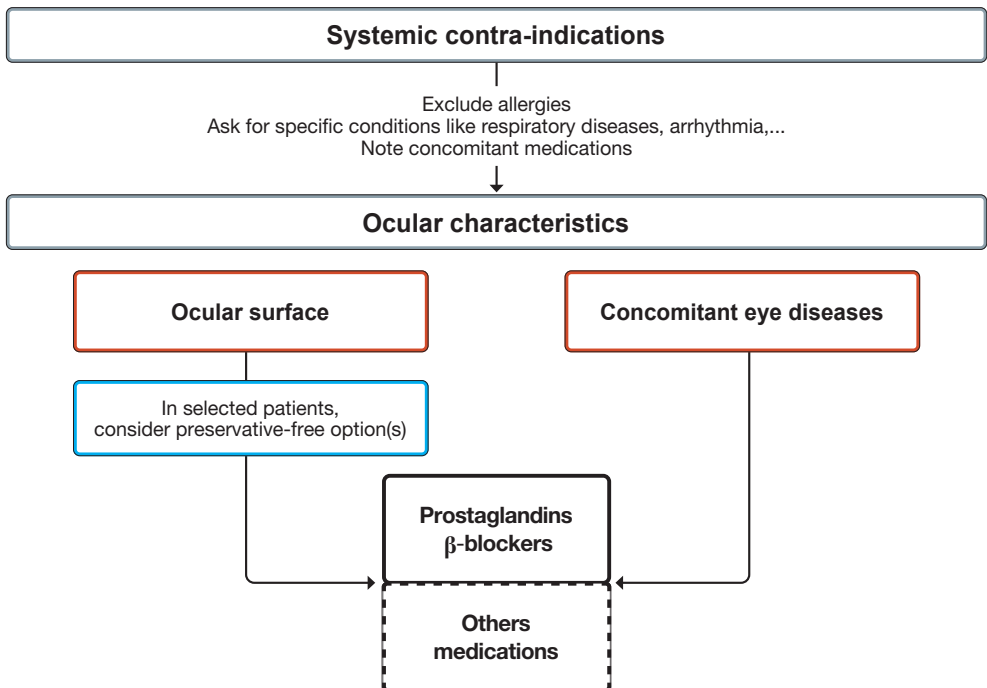 Systemic contra-indications
Exclude allergies
Ask for specific conditions like respiratory diseases, arrhythmia,...
Note concomitant medications
Ocular characteristics
Ocular surface
Concomitant eye diseases
In selected patients,
consider preservative-free option(s)
Prostaglandins
β-blockers
Others
medications